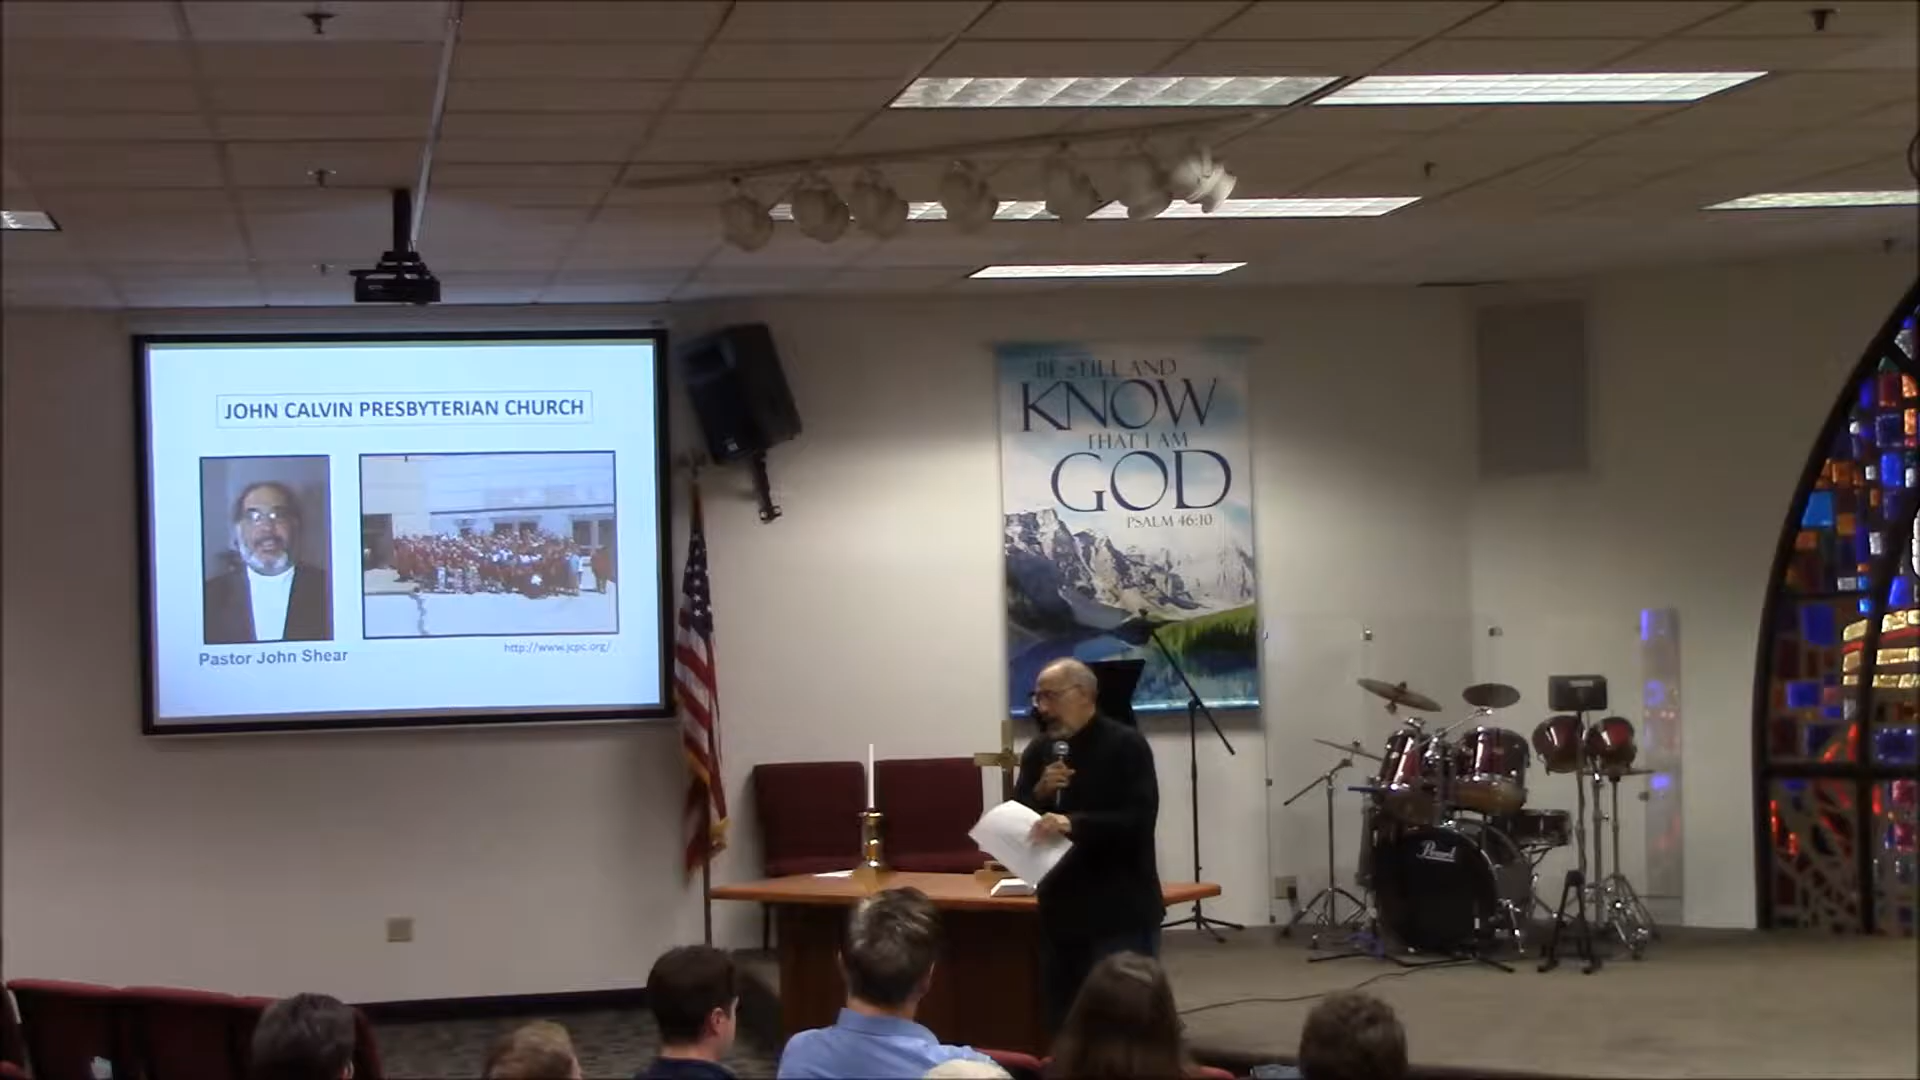 JOHN CALVIN PRESBYTERIAN CHURCH
Pastor John Shear
http://www.jcpc.org/
BE STILL AND
KNOW
THAT I AM
GOD
PSALM 46:10
Pearl